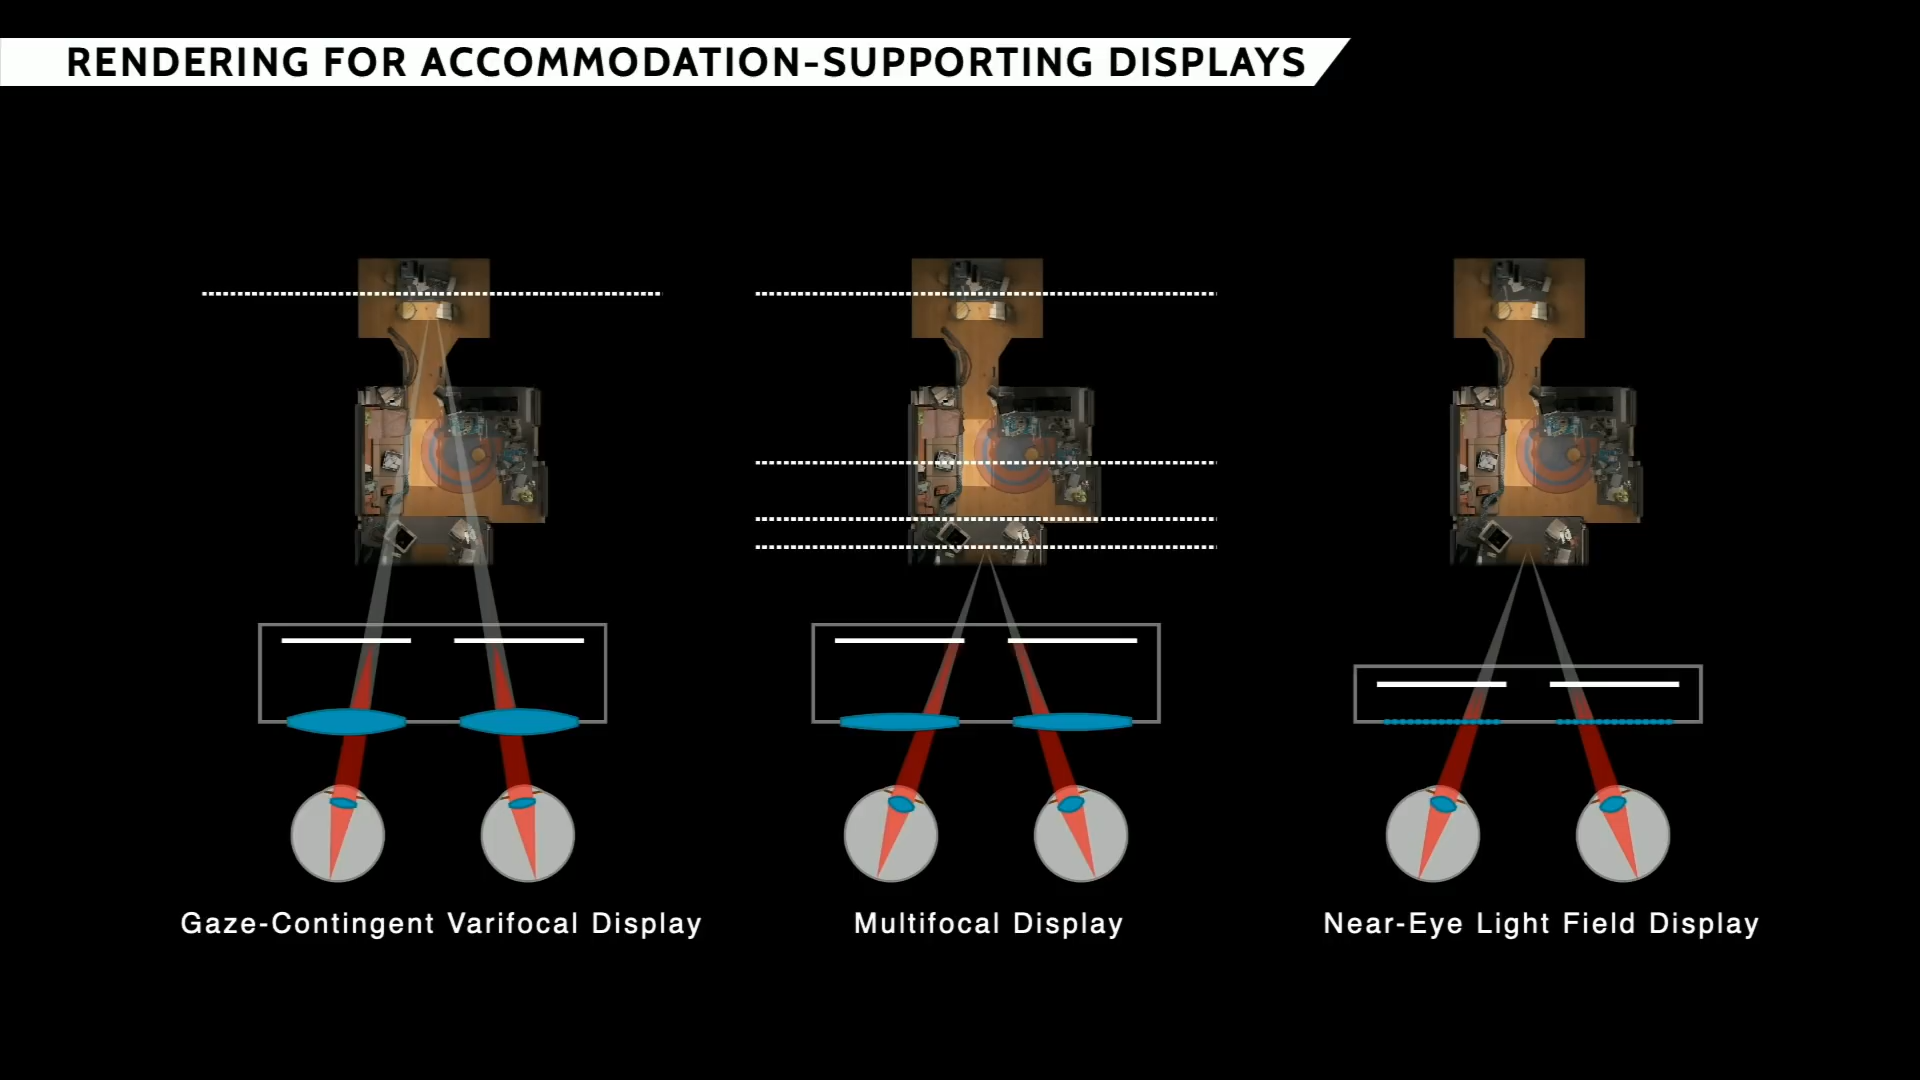 RENDERING FOR ACCOMMODATION-SUPPORTING DISPLAYS
Gaze-Contingent Varifocal Display
Multifocal Display
Near-Eye Light Field Display